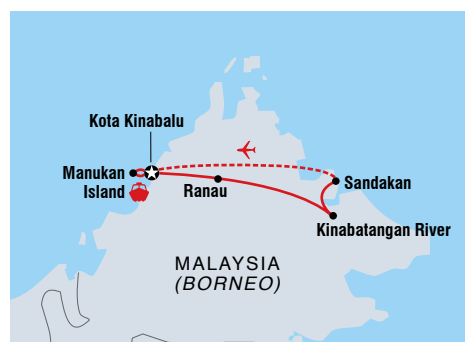 Kota Kinabalu
Manukan
Island
Ranau
Sandakan
Kinabatangan River
MALAYSIA
(BORNEO)